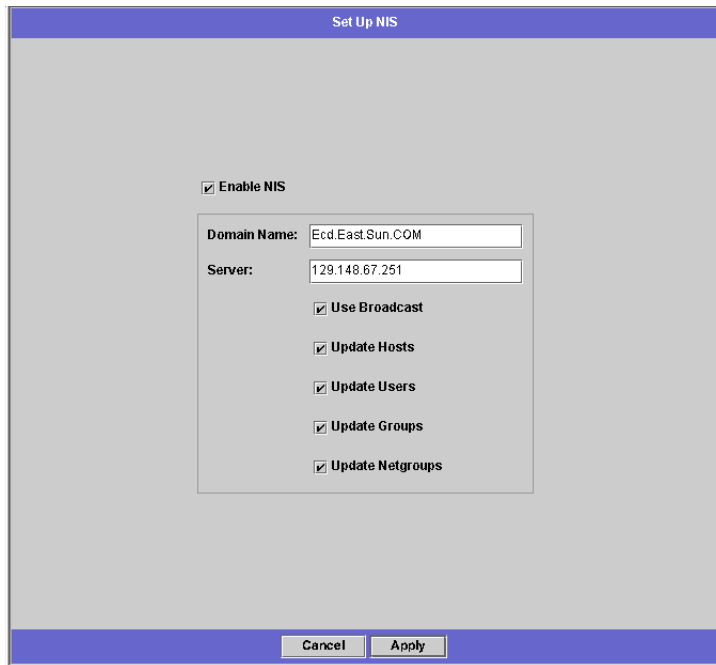 Set Up NIS
Enable NIS
Domain Name: Ecd.East.Sun.COM
Server: 129.148.67.251
Use Broadcast
Update Hosts
Update Users
Update Groups
Update Netgroups
Cancel Apply